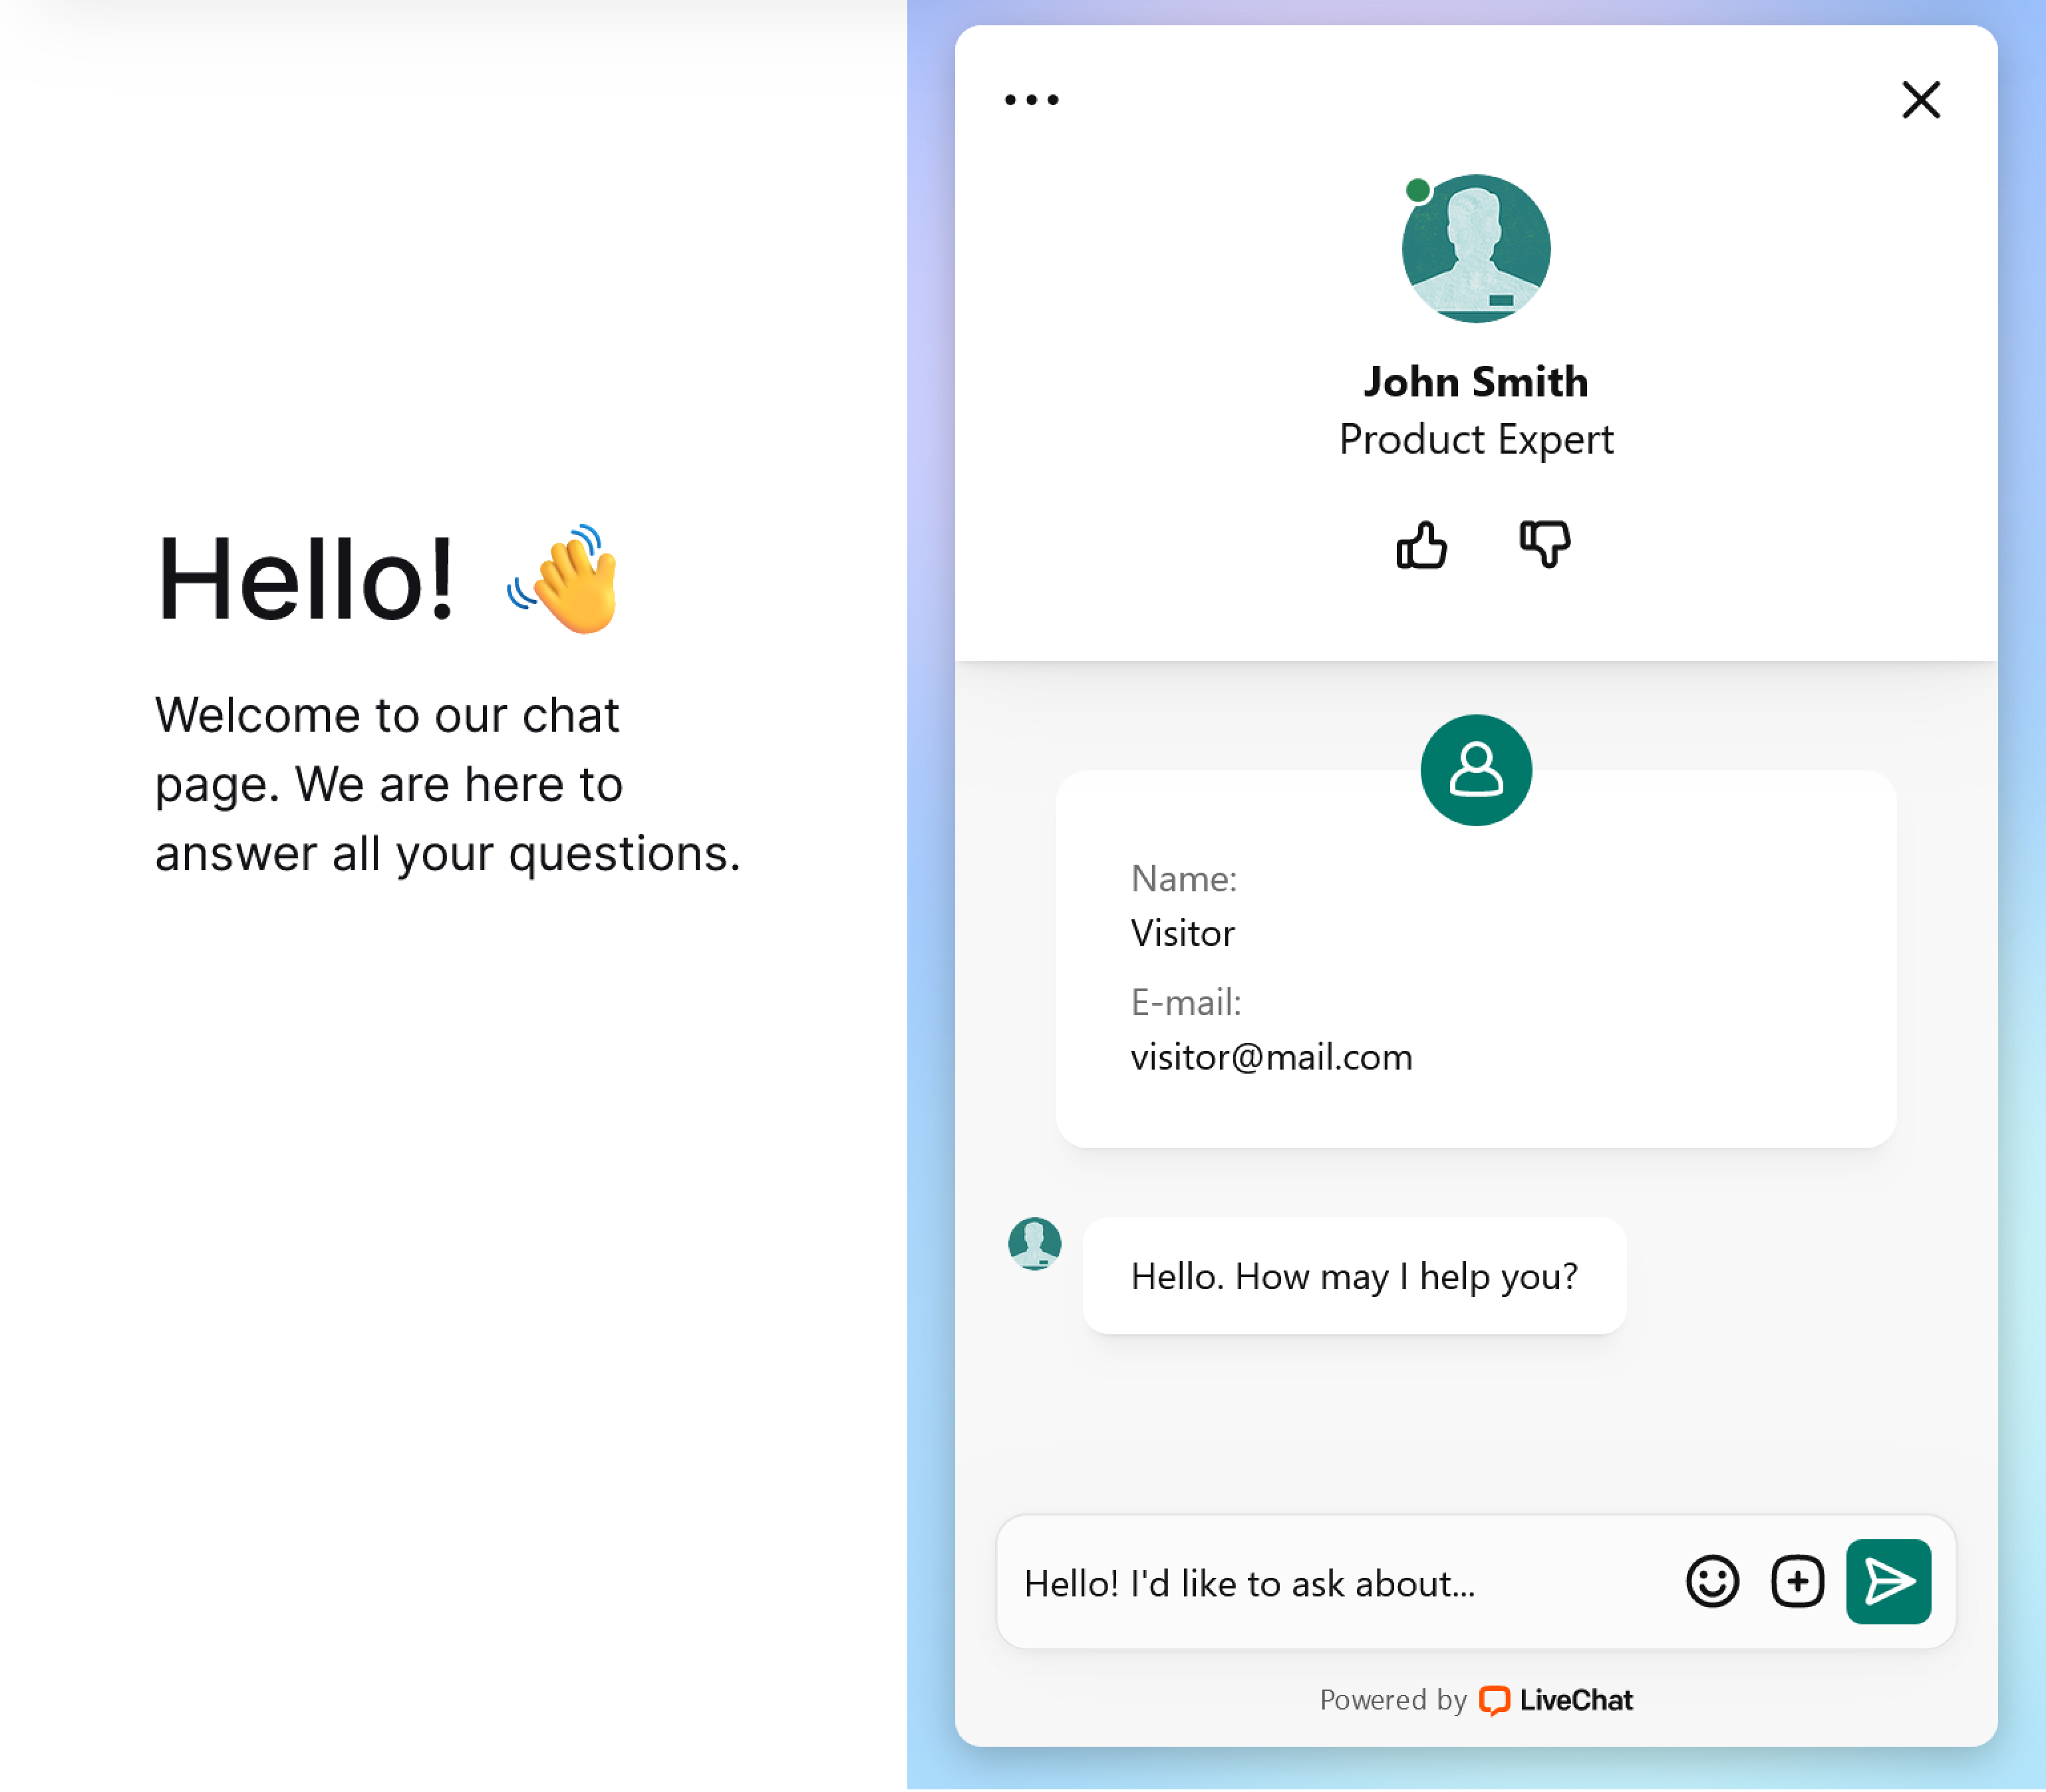 Hello! 👋
Welcome to our chat
page. We are here to
answer all your questions.
John Smith
Product Expert
Name:
Visitor
E-mail:
visitor@mail.com
Hello. How may I help you?
Hello! I'd like to ask about...
Powered by LiveChat